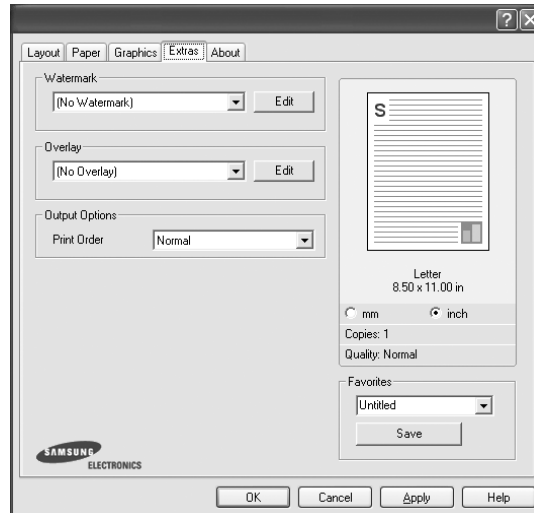 Layout Paper Graphics Extras About
Watermark
(No Watermark) Edit
Overlay
(No Overlay) Edit
Output Options
Print Order Normal
S
Letter
8.50 x 11.00 in
mm inch
Copies: 1
Quality: Normal
Favorites
Untitled
Save
SAMSUNG
ELECTRONICS
OK Cancel Apply Help